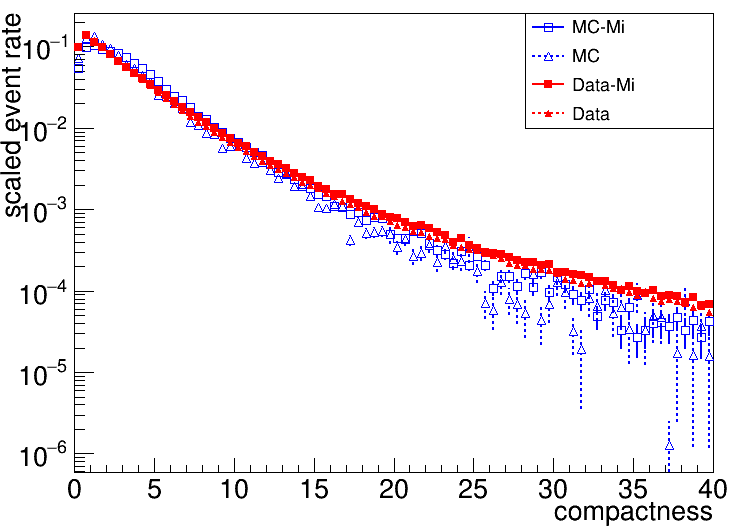 scaled event rate
10⁻¹
10⁻²
10⁻³
10⁻⁴
10⁻⁵
10⁻⁶
MC-Mi
MC
Data-Mi
Data
0 5 10 15 20 25 30 35 40
compactness